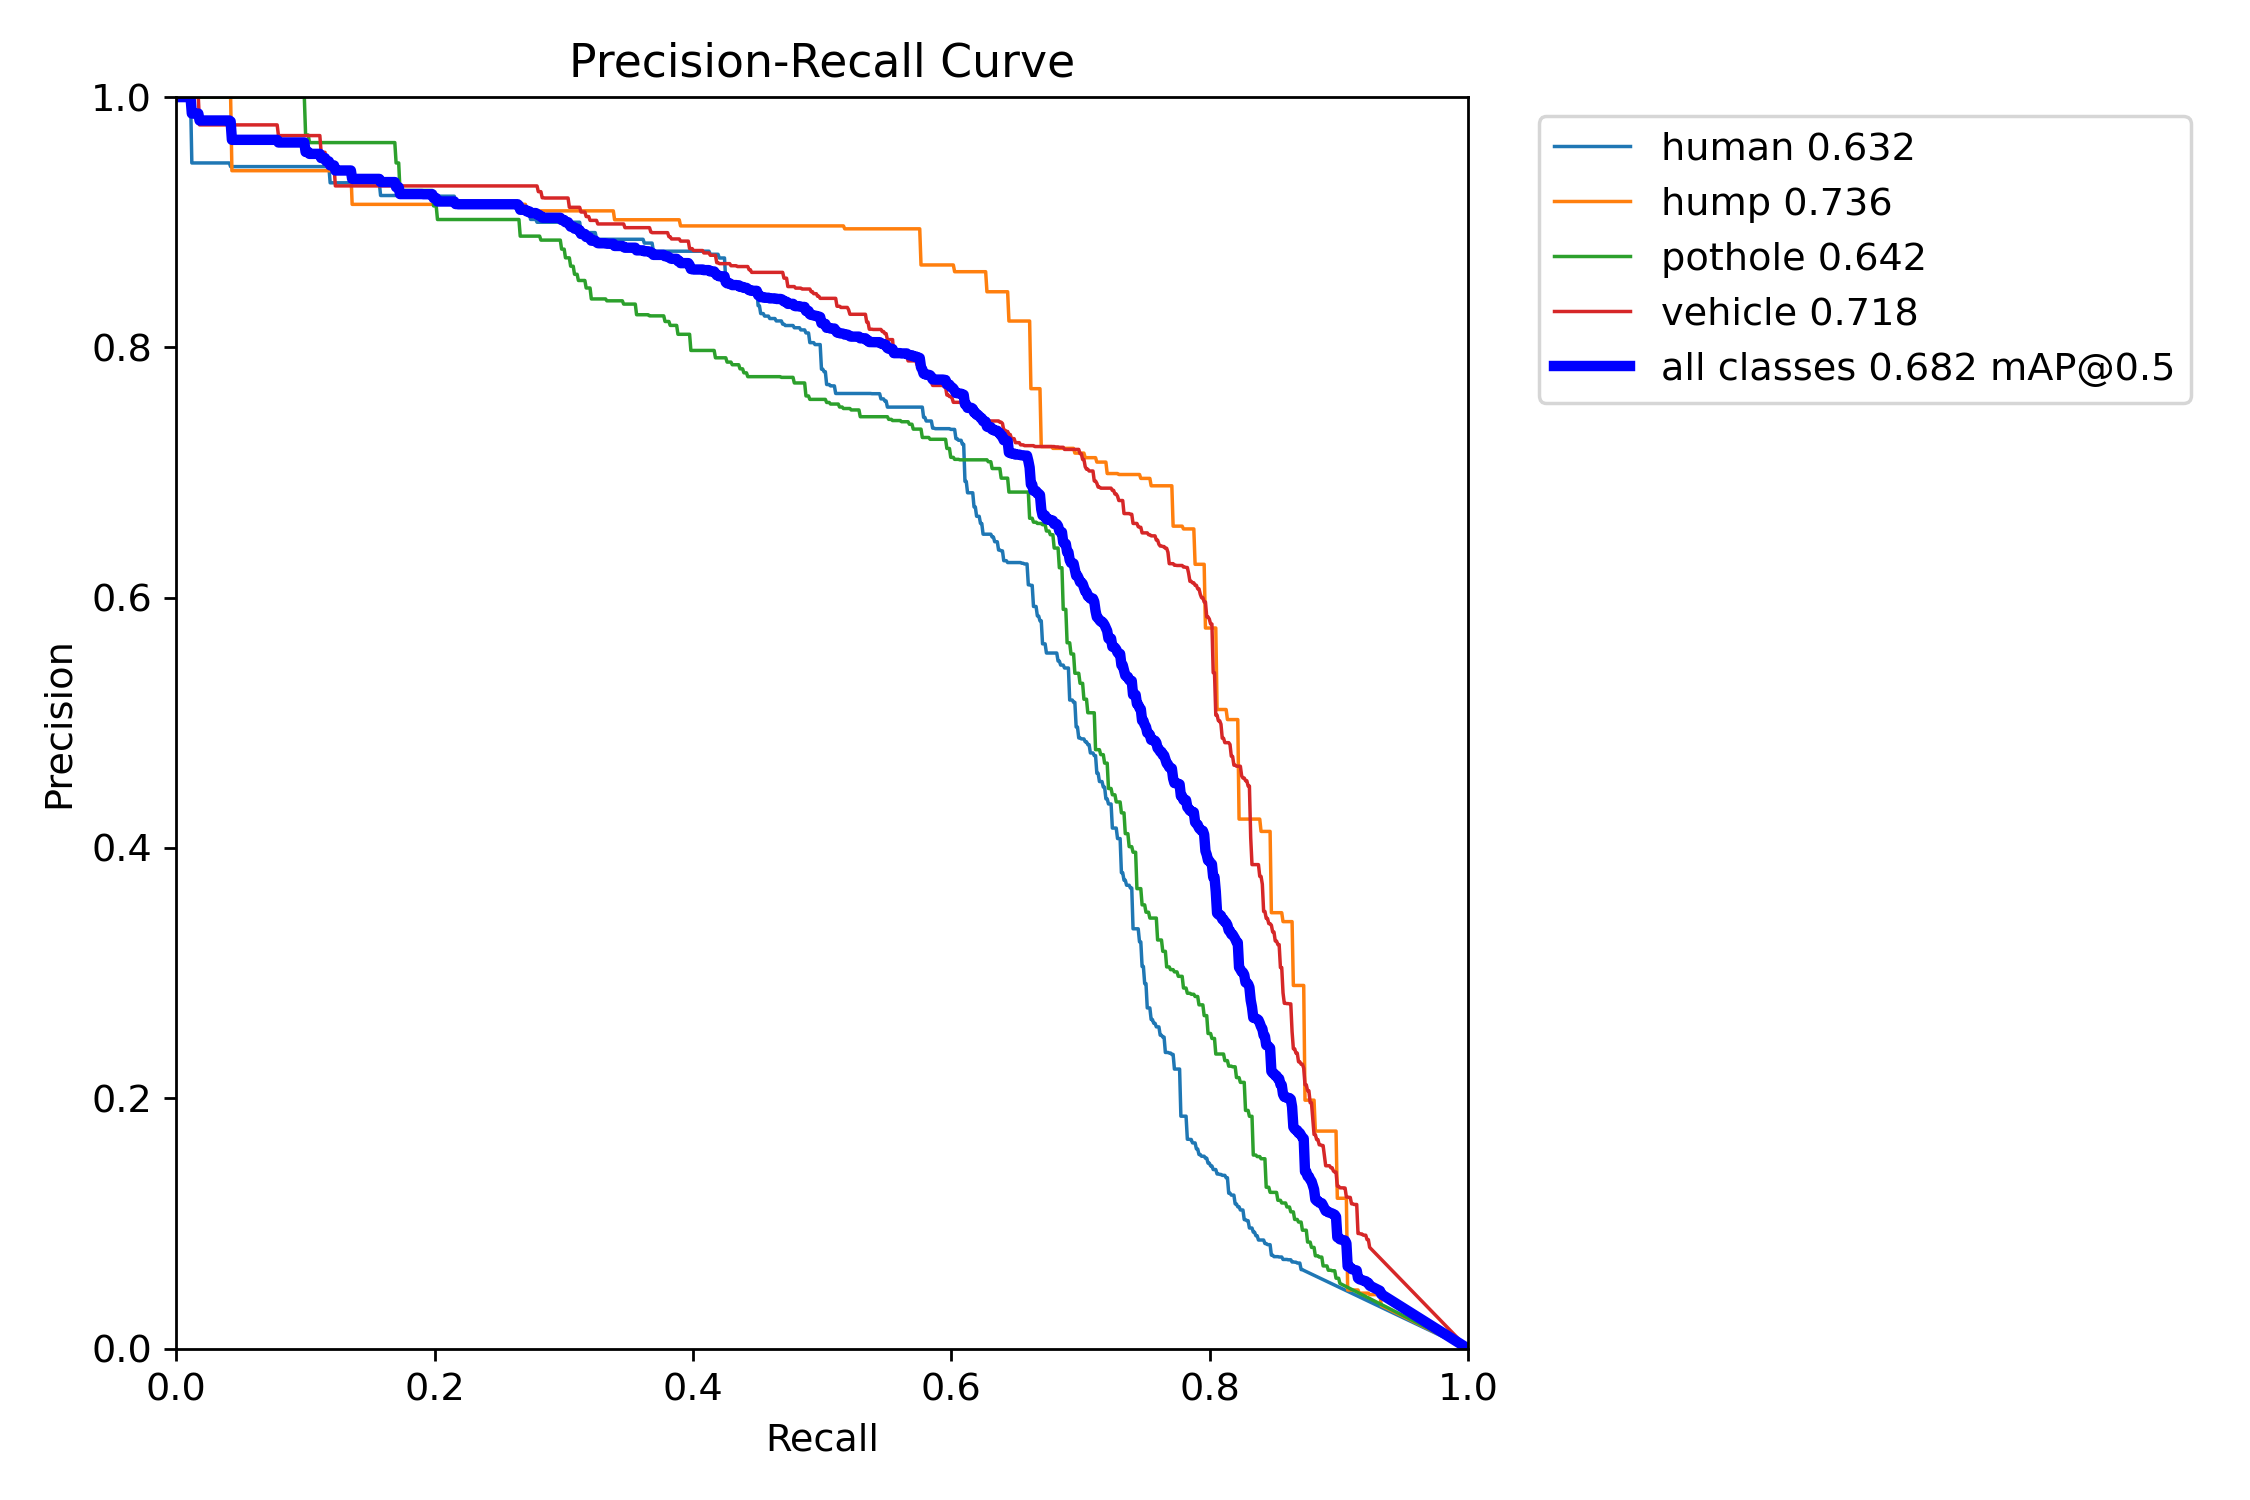 Precision-Recall Curve
1.0
0.8
0.6
0.4
0.2
0.0
Precision
0.0 0.2 0.4 0.6 0.8 1.0
Recall
human 0.632
hump 0.736
pothole 0.642
vehicle 0.718
all classes 0.682 mAP@0.5